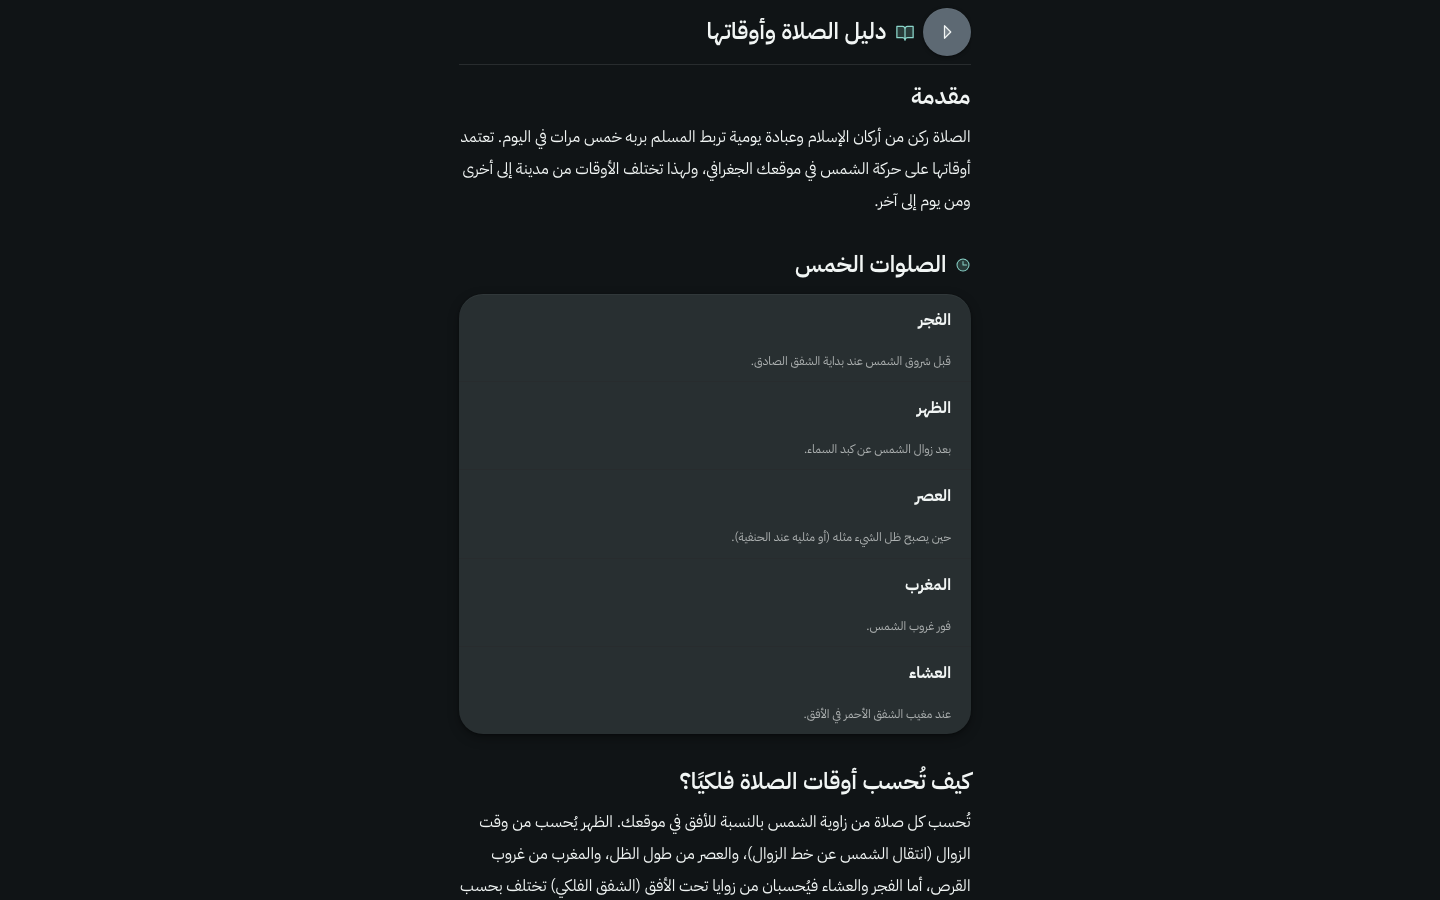 دليل الصلاة وأوقاتها
مقدمة
الصلاة ركن من أركان الإسلام وعبادة يومية تربط المسلم بربه خمس مرات في اليوم. تعتمد
أوقاتها على حركة الشمس في موقعك الجغرافي، ولهذا تختلف الأوقات من مدينة إلى أخرى
ومن يوم إلى آخر.
الصلوات الخمس
الفجر
قبل شروق الشمس عند بداية الشفق الصادق.
الظهر
بعد زوال الشمس عن كبد السماء.
العصر
حين يصبح ظل الشيء مثله (أو مثليه عند الحنفية).
المغرب
فور غروب الشمس.
العشاء
عند مغيب الشفق الأحمر في الأفق.
كيف تُحسب أوقات الصلاة فلكيًا؟
تُحسب كل صلاة من زاوية الشمس بالنسبة للأفق في موقعك. الظهر يُحسب من وقت
الزوال (انتقال الشمس عن خط الزوال)، والعصر من طول الظل، والمغرب من غروب
القرص، أما الفجر والعشاء فيُحسبان من زوايا تحت الأفق (الشفق الفلكي) تختلف بحسب